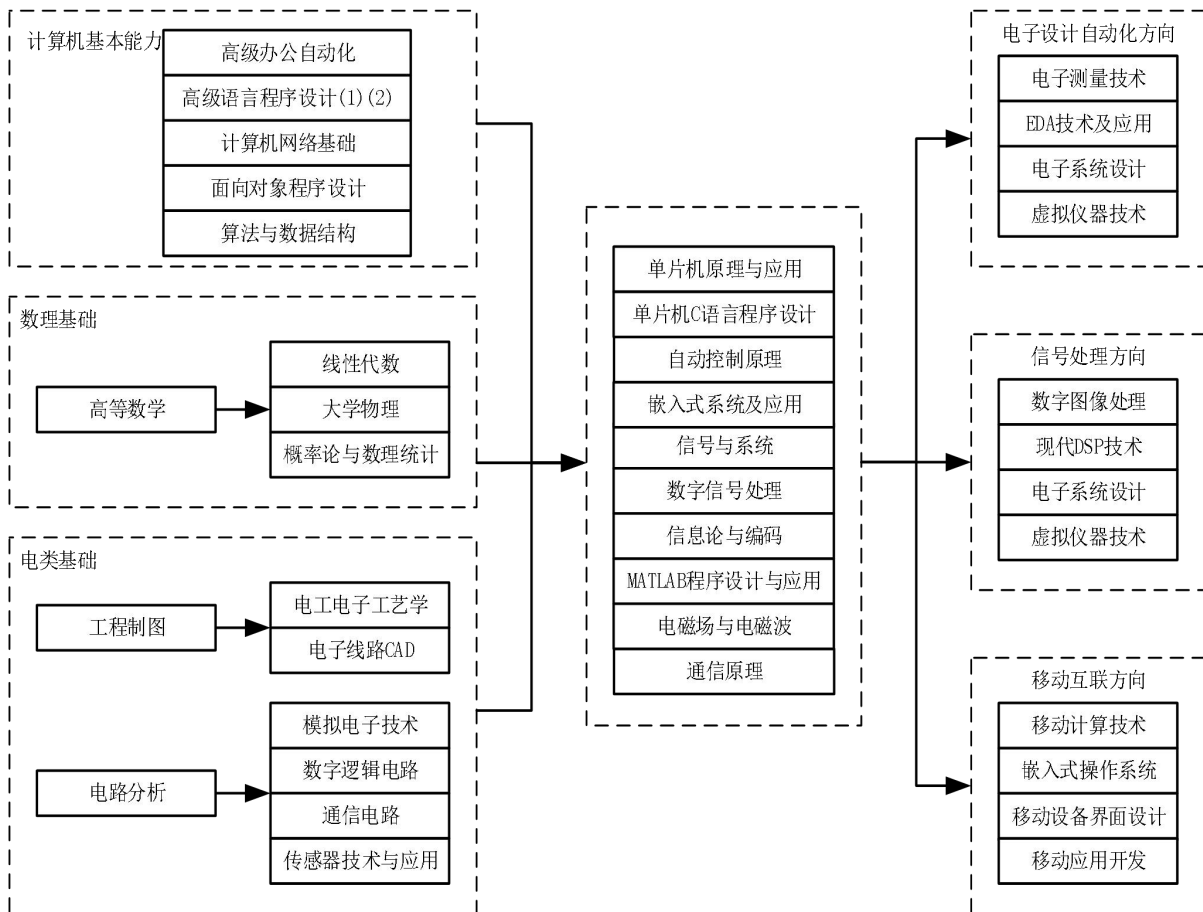 计算机基本能力
高级办公自动化
高级语言程序设计(1)(2)
计算机网络基础
面向对象程序设计
算法与数据结构
数理基础
高等数学
线性代数
大学物理
概率论与数理统计
电类基础
工程制图
电工电子工艺学
电子线路CAD
电路分析
模拟电子技术
数字逻辑电路
通信电路
传感器技术与应用
单片机原理与应用
单片机C语言程序设计
自动控制原理
嵌入式系统及应用
信号与系统
数字信号处理
信息论与编码
MATLAB程序设计与应用
电磁场与电磁波
通信原理
电子设计自动化方向
电子测量技术
EDA技术及应用
电子系统设计
虚拟仪器技术
信号处理方向
数字图像处理
现代DSP技术
电子系统设计
虚拟仪器技术
移动互联方向
移动计算技术
嵌入式操作系统
移动设备界面设计
移动应用开发